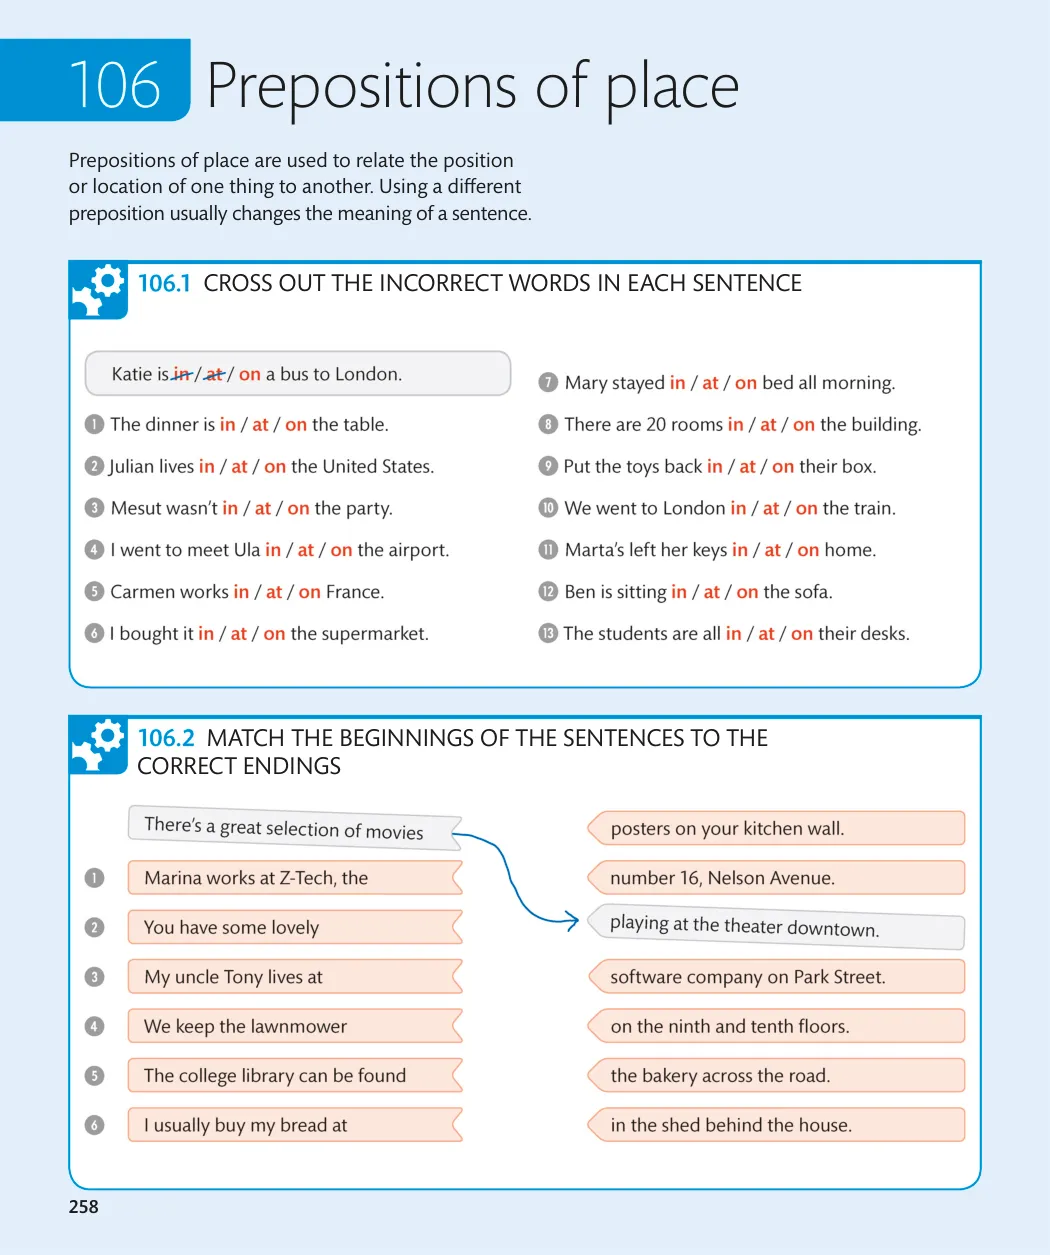 106 Prepositions of place
Prepositions of place are used to relate the position
or location of one thing to another. Using a different
preposition usually changes the meaning of a sentence.
106.1 CROSS OUT THE INCORRECT WORDS IN EACH SENTENCE
Katie is in / at / on a bus to London.
1 The dinner is in / at / on the table.
2 Julian lives in / at / on the United States.
3 Mesut wasn't in / at / on the party.
4 I went to meet Ula in / at / on the airport.
5 Carmen works in / at / on France.
6 I bought it in / at / on the supermarket.
7 Mary stayed in / at / on bed all morning.
8 There are 20 rooms in / at / on the building.
9 Put the toys back in / at / on their box.
10 We went to London in / at / on the train.
11 Marta's left her keys in / at / on home.
12 Ben is sitting in / at / on the sofa.
13 The students are all in / at / on their desks.
106.2 MATCH THE BEGINNINGS OF THE SENTENCES TO THE
CORRECT ENDINGS
There's a great selection of movies
1 Marina works at Z-Tech, the
2 You have some lovely
3 My uncle Tony lives at
4 We keep the lawnmower
5 The college library can be found
6 I usually buy my bread at
posters on your kitchen wall.
number 16, Nelson Avenue.
playing at the theater downtown.
software company on Park Street.
on the ninth and tenth floors.
the bakery across the road.
in the shed behind the house.
258